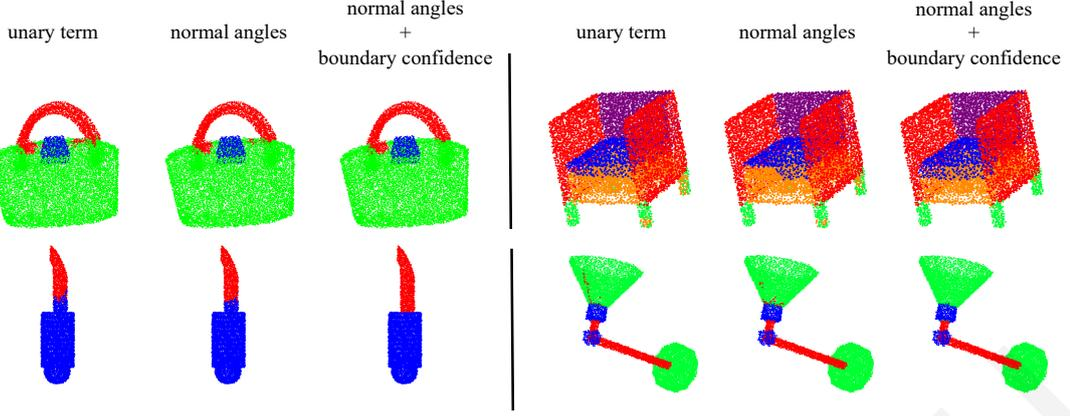 unary term
normal angles
normal angles
+
boundary confidence
unary term
normal angles
normal angles
+
boundary confidence